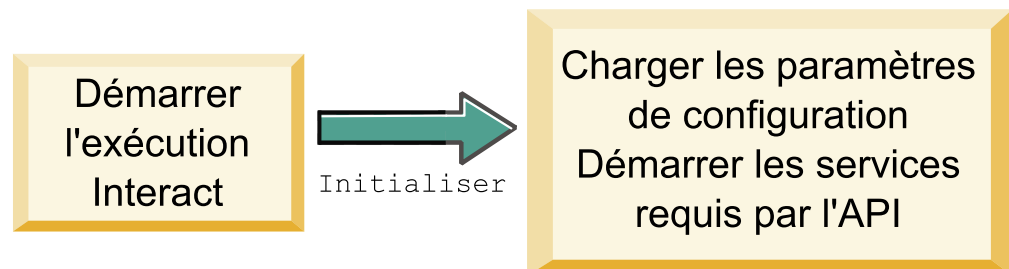 Démarrer
l'exécution
Interact
Initialiser
Charger les paramètres
de configuration
Démarrer les services
requis par l'API